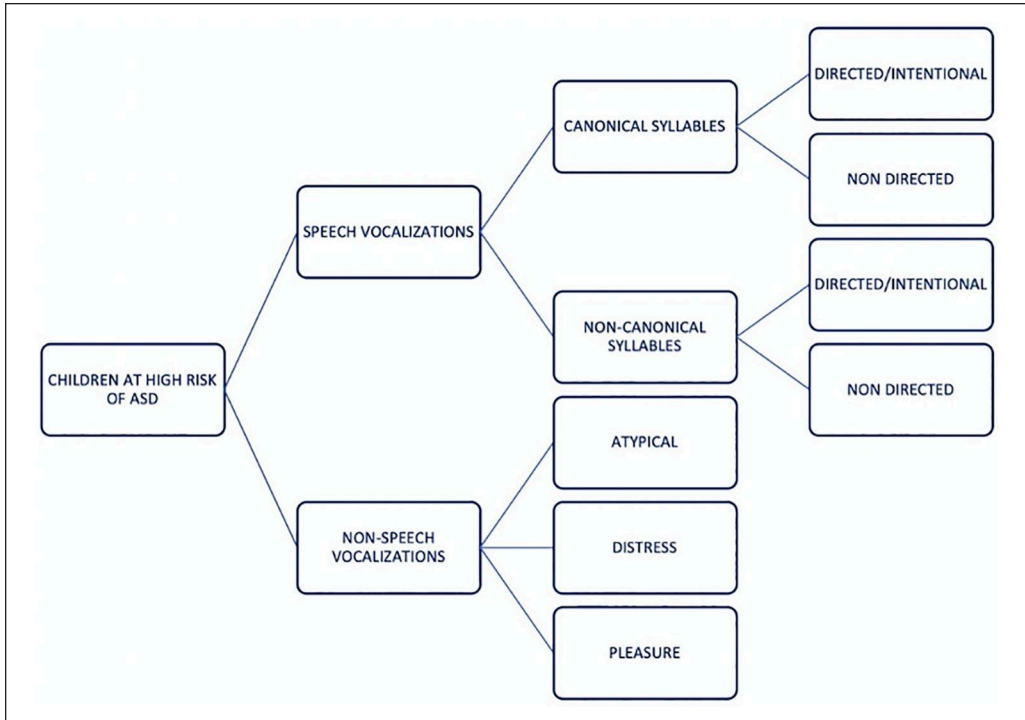 CHILDREN AT HIGH RISK
OF ASD
SPEECH VOCALIZATIONS
CANONICAL SYLLABLES
DIRECTED/INTENTIONAL
NON DIRECTED
NON-CANONICAL
SYLLABLES
DIRECTED/INTENTIONAL
NON DIRECTED
NON-SPEECH
VOCALIZATIONS
ATYPICAL
DISTRESS
PLEASURE